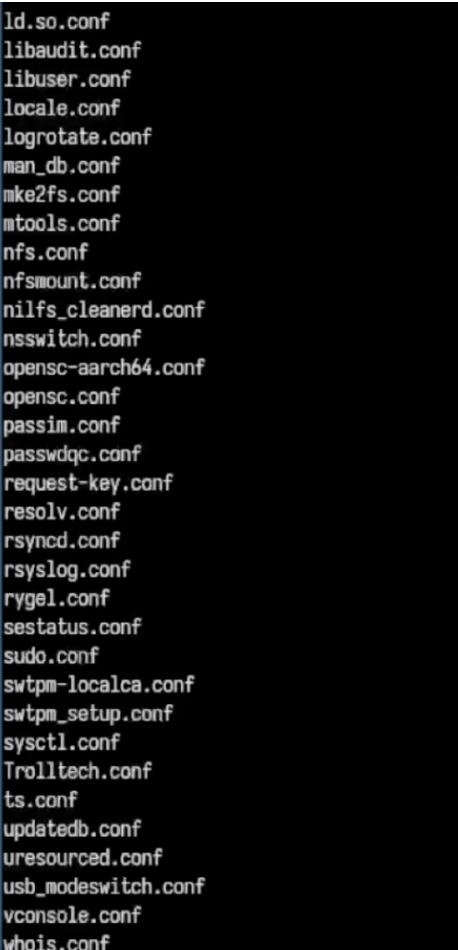 ld.so.conf
libaudit.conf
libuser.conf
locale.conf
logrotate.conf
man_db.conf
mke2fs.conf
mtools.conf
nfs.conf
nfsmount.conf
nilfs_cleanerd.conf
nsswitch.conf
opensc-aarch64.conf
opensc.conf
passim.conf
passwdqc.conf
request-key.conf
resolv.conf
rsyncd.conf
rsyslog.conf
rygel.conf
sestatus.conf
sudo.conf
swtpm-localca.conf
swtpm_setup.conf
sysctl.conf
Trolltech.conf
ts.conf
updatedb.conf
uresourced.conf
usb_modeswitch.conf
vconsole.conf
whois.conf